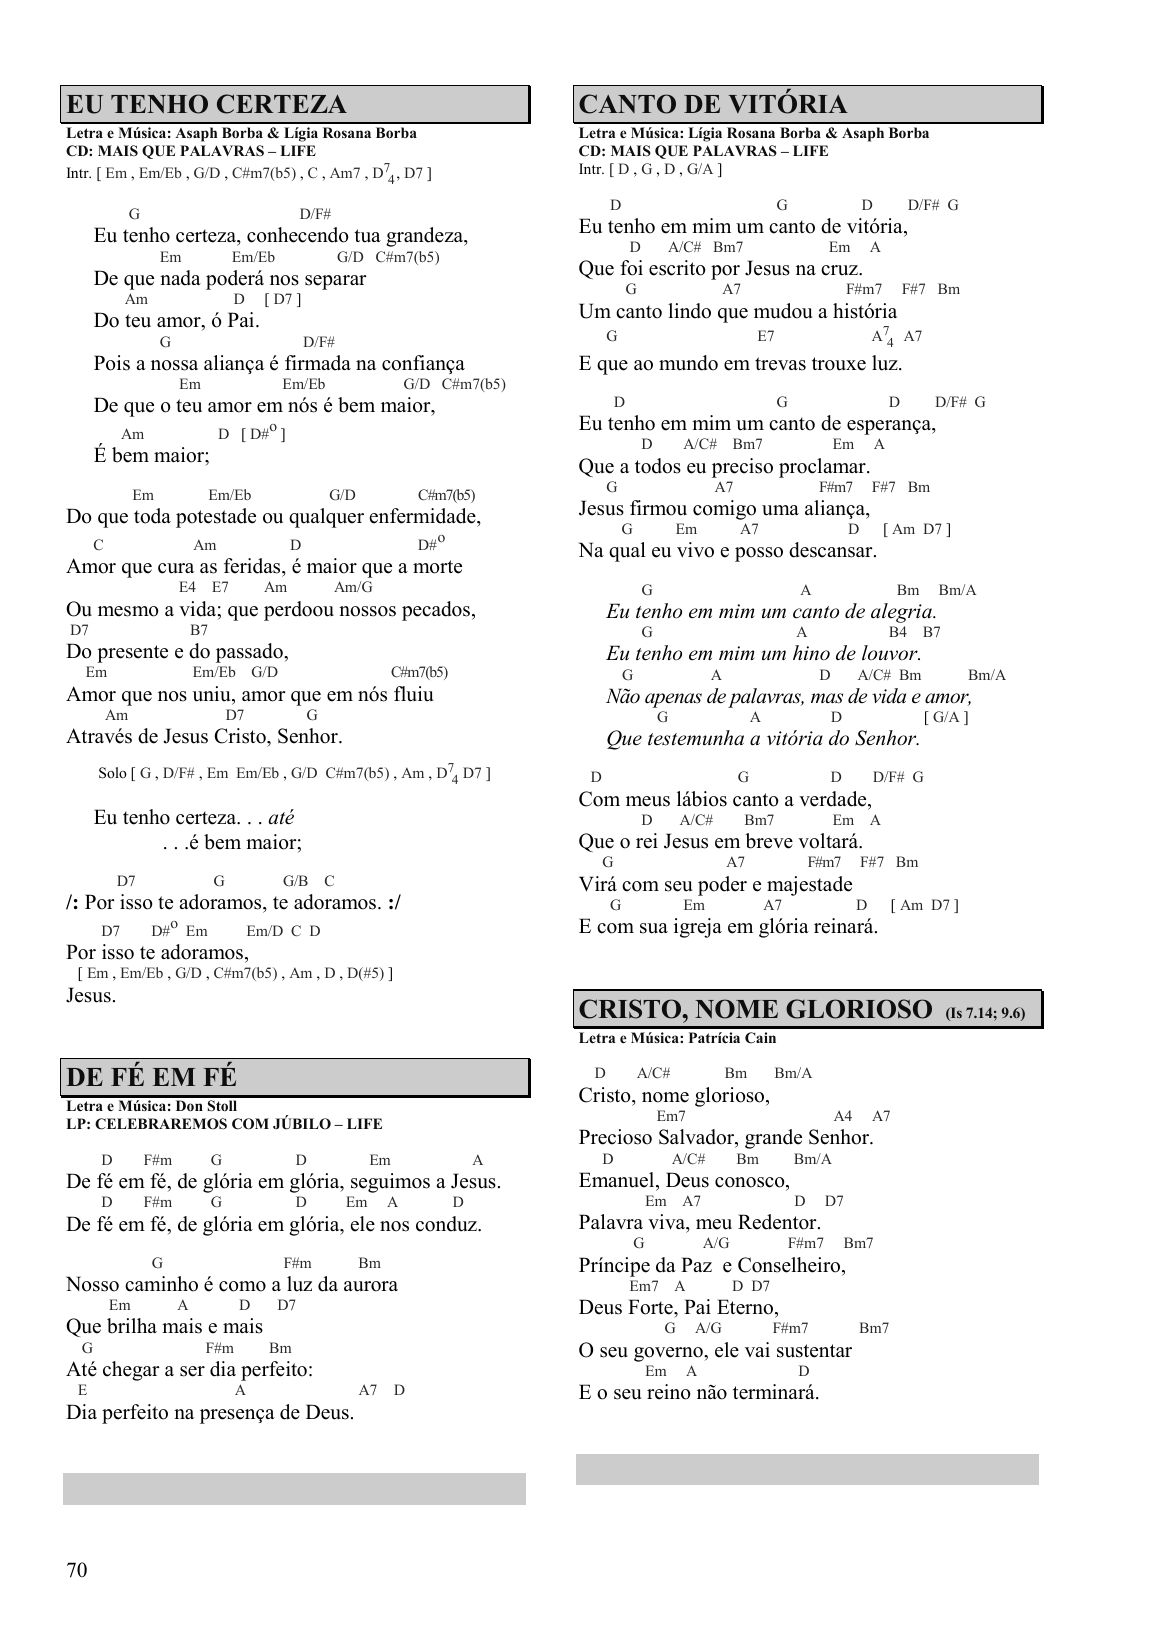 EU TENHO CERTEZA
Letra e Música: Asaph Borba & Lígia Rosana Borba
CD: MAIS QUE PALAVRAS – LIFE
Intr. [ Em , Em/Eb , G/D , C#m7(b5) , C , Am7 , D7 4 , D7 ]
G D/F#
Eu tenho certeza, conhecendo tua grandeza,
Em Em/Eb G/D C#m7(b5)
De que nada poderá nos separar
Am D [ D7 ]
Do teu amor, ó Pai.
G D/F#
Pois a nossa aliança é firmada na confiança
Em Em/Eb G/D C#m7(b5)
De que o teu amor em nós é bem maior,
Am D [ D#o ]
É bem maior;
Em Em/Eb G/D C#m7(b5)
Do que toda potestade ou qualquer enfermidade,
C Am D D#o
Amor que cura as feridas, é maior que a morte
E4 E7 Am Am/G
Ou mesmo a vida; que perdoou nossos pecados,
D7 B7
Do presente e do passado,
Em Em/Eb G/D C#m7(b5)
Amor que nos uniu, amor que em nós fluiu
Am D7 G
Através de Jesus Cristo, Senhor.
Solo [ G , D/F# , Em Em/Eb , G/D C#m7(b5) , Am , D7 4 D7 ]
Eu tenho certeza. . . até
. . .é bem maior;
D7 G G/B C
/: Por isso te adoramos, te adoramos. :/
D7 D#o Em Em/D C D
Por isso te adoramos,
[ Em , Em/Eb , G/D , C#m7(b5) , Am , D , D(#5) ]
Jesus.
DE FÉ EM FÉ
Letra e Música: Don Stoll
LP: CELEBRAREMOS COM JÚBILO – LIFE
D F#m G D Em A
De fé em fé, de glória em glória, seguimos a Jesus.
D F#m G D Em A D
De fé em fé, de glória em glória, ele nos conduz.
G F#m Bm
Nosso caminho é como a luz da aurora
Em A D D7
Que brilha mais e mais
G F#m Bm
Até chegar a ser dia perfeito:
E A A7 D
Dia perfeito na presença de Deus.
70
CANTO DE VITÓRIA
Letra e Música: Lígia Rosana Borba & Asaph Borba
CD: MAIS QUE PALAVRAS – LIFE
Intr. [ D , G , D , G/A ]
D G D D/F# G
Eu tenho em mim um canto de vitória,
D A/C# Bm7 Em A
Que foi escrito por Jesus na cruz.
G A7 F#m7 F#7 Bm
Um canto lindo que mudou a história
G E7 A7 4 A7
E que ao mundo em trevas trouxe luz.
D G D D/F# G
Eu tenho em mim um canto de esperança,
D A/C# Bm7 Em A
Que a todos eu preciso proclamar.
G A7 F#m7 F#7 Bm
Jesus firmou comigo uma aliança,
G Em A7 D [ Am D7 ]
Na qual eu vivo e posso descansar.
G A Bm Bm/A
Eu tenho em mim um canto de alegria.
G A B4 B7
Eu tenho em mim um hino de louvor.
G A D A/C# Bm Bm/A
Não apenas de palavras, mas de vida e amor,
G A D [ G/A ]
Que testemunha a vitória do Senhor.
D G D D/F# G
Com meus lábios canto a verdade,
D A/C# Bm7 Em A
Que o rei Jesus em breve voltará.
G A7 F#m7 F#7 Bm
Virá com seu poder e majestade
G Em A7 D [ Am D7 ]
E com sua igreja em glória reinará.
CRISTO, NOME GLORIOSO (Is 7.14; 9.6)
Letra e Música: Patrícia Cain
D A/C# Bm Bm/A
Cristo, nome glorioso,
Em7 A4 A7
Precioso Salvador, grande Senhor.
D A/C# Bm Bm/A
Emanuel, Deus conosco,
Em A7 D D7
Palavra viva, meu Redentor.
G A/G F#m7 Bm7
Príncipe da Paz e Conselheiro,
Em7 A D D7
Deus Forte, Pai Eterno,
G A/G F#m7 Bm7
O seu governo, ele vai sustentar
Em A D
E o seu reino não terminará.